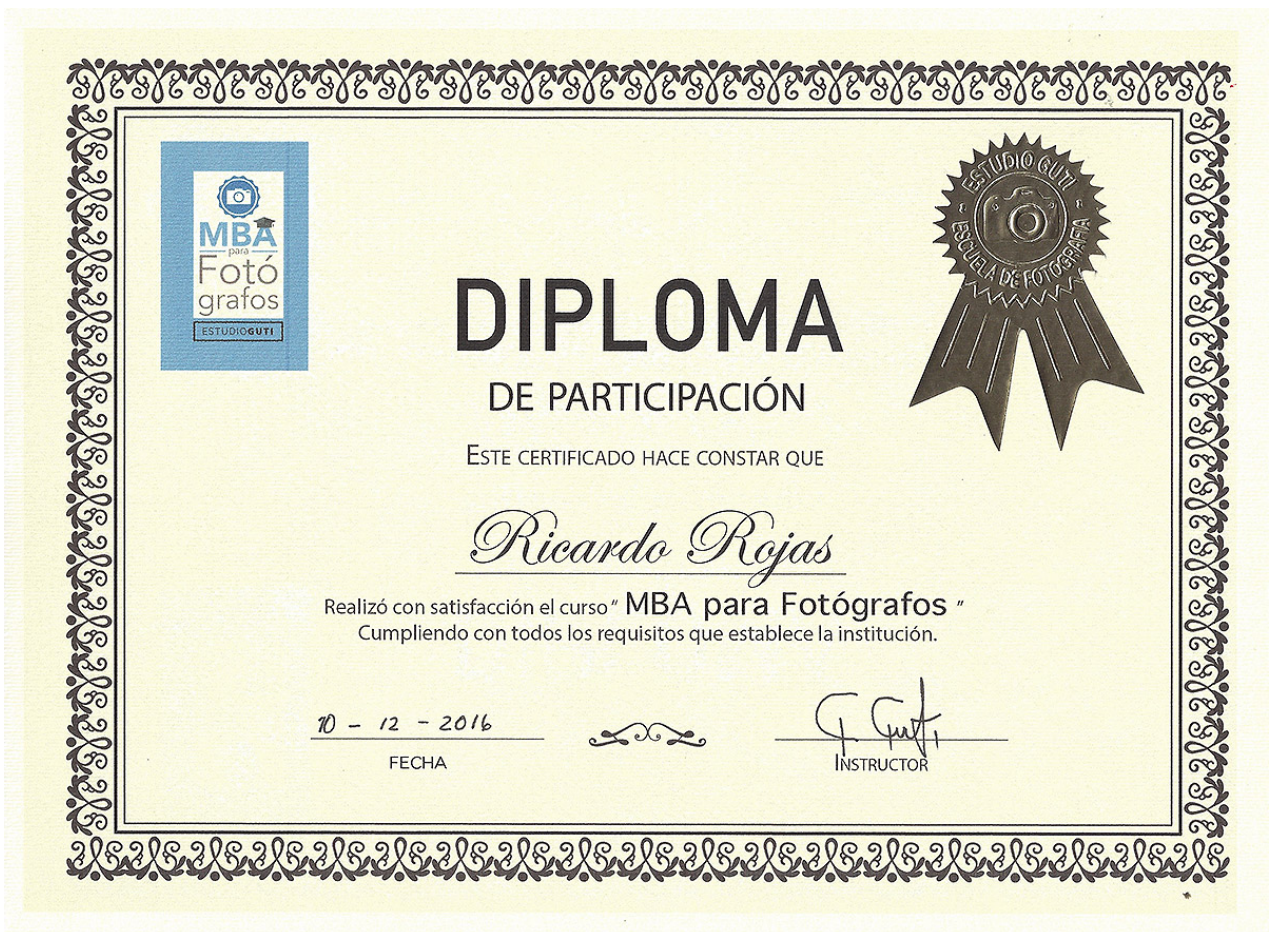 MBA
para
Fotó
grafos
ESTUDIOGUTI
ESTUDIO GUTI
- ESCUELA DE FOTOGRAFIA -
DIPLOMA
DE PARTICIPACIÓN
ESTE CERTIFICADO HACE CONSTAR QUE
Ricardo Rojas
Realizó con satisfacción el curso " MBA para Fotógrafos "
Cumpliendo con todos los requisitos que establece la institución.
10 - 12 - 2016
G. Guti
FECHA
INSTRUCTOR